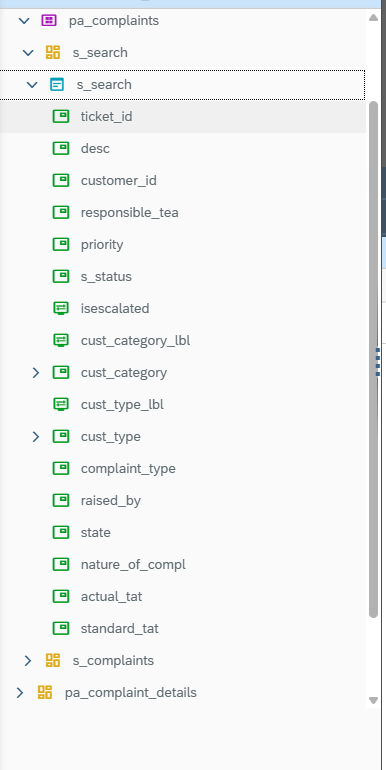 pa_complaints
s_search
s_search
ticket_id
desc
customer_id
responsible_tea
priority
s_status
isescalated
cust_category_lbl
cust_category
cust_type_lbl
cust_type
complaint_type
raised_by
state
nature_of_compl
actual_tat
standard_tat
s_complaints
pa_complaint_details